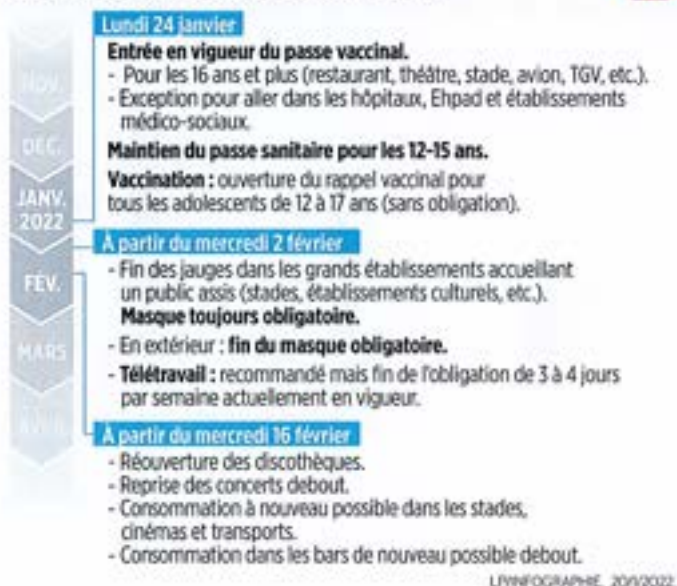 Lundi 24 janvier
Entrée en vigueur du passe vaccinal.
- Pour les 16 ans et plus (restaurant, théâtre, stade, avion, TGV, etc.).
- Exception pour aller dans les hôpitaux, Ehpad et établissements
médico-sociaux.
Maintien du passe sanitaire pour les 12-15 ans.
Vaccination : ouverture du rappel vaccinal pour
tous les adolescents de 12 à 17 ans (sans obligation).
NOV.
DÉC.
JANV.
2022
À partir du mercredi 2 février
- Fin des jauges dans les grands établissements accueillant
un public assis (stades, établissements culturels, etc.).
Masque toujours obligatoire.
- En extérieur : fin du masque obligatoire.
- Télétravail : recommandé mais fin de l'obligation de 3 à 4 jours
par semaine actuellement en vigueur.
FÉV.
MARS
À partir du mercredi 16 février
- Réouverture des discothèques.
- Reprise des concerts debout.
- Consommation à nouveau possible dans les stades,
cinémas et transports.
- Consommation dans les bars de nouveau possible debout.
LP/INFOGRAPHIE